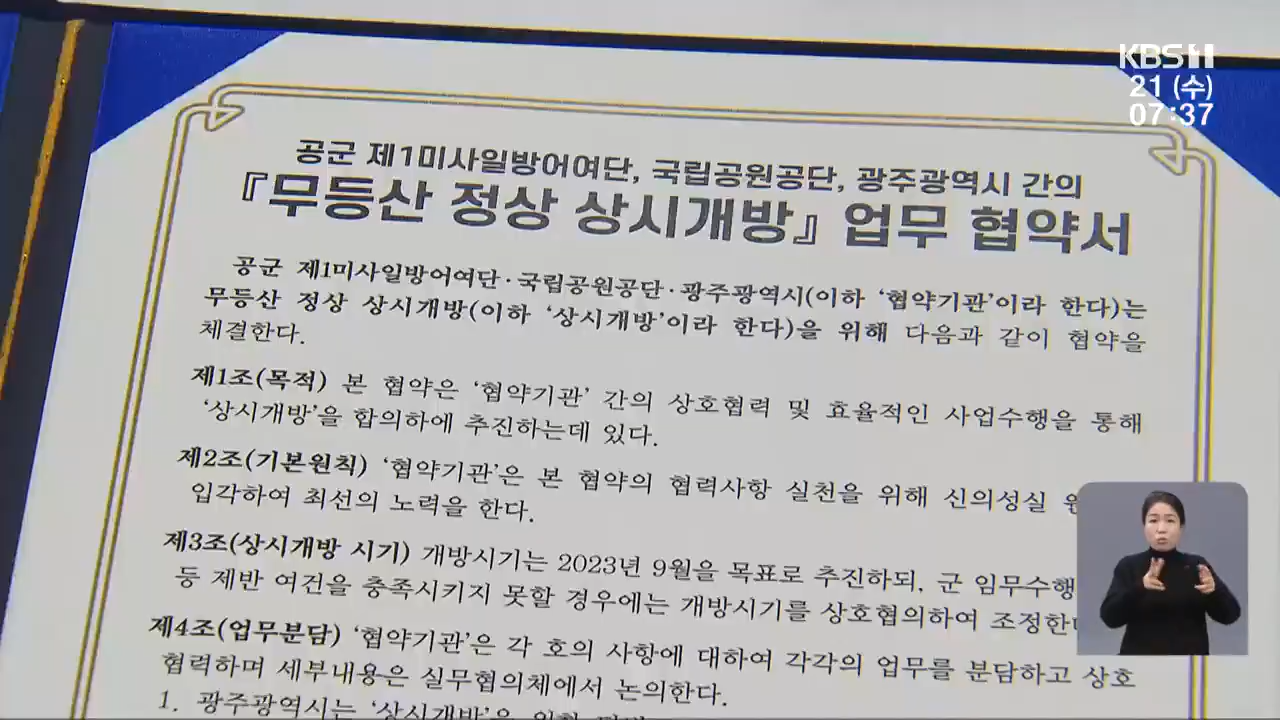 KBS 1
21 (수)
07:37
공군 제1미사일방어여단, 국립공원공단, 광주광역시 간의
『무등산 정상 상시개방』 업무 협약서
공군 제1미사일방어여단·국립공원공단·광주광역시(이하 '협약기관'이라 한다)는
무등산 정상 상시개방(이하 '상시개방'이라 한다)을 위해 다음과 같이 협약을
체결한다.
제1조(목적) 본 협약은 '협약기관' 간의 상호협력 및 효율적인 사업수행을 통해
'상시개방'을 합의하에 추진하는데 있다.
제2조(기본원칙) '협약기관'은 본 협약의 협력사항 실천을 위해 신의성실
입각하여 최선의 노력을 한다.
제3조(상시개방 시기) 개방시기는 2023년 9월을 목표로 추진하되, 군 임무수행
등 제반 여건을 충족시키지 못할 경우에는 개방시기를 상호협의하여 조정한
제4조(업무분담) '협약기관'은 각 호의 사항에 대하여 각각의 업무를 분담하고 상호
협력하며 세부내용은 실무협의체에서 논의한다.
1. 광주광역시는 '상시개방'을 위한